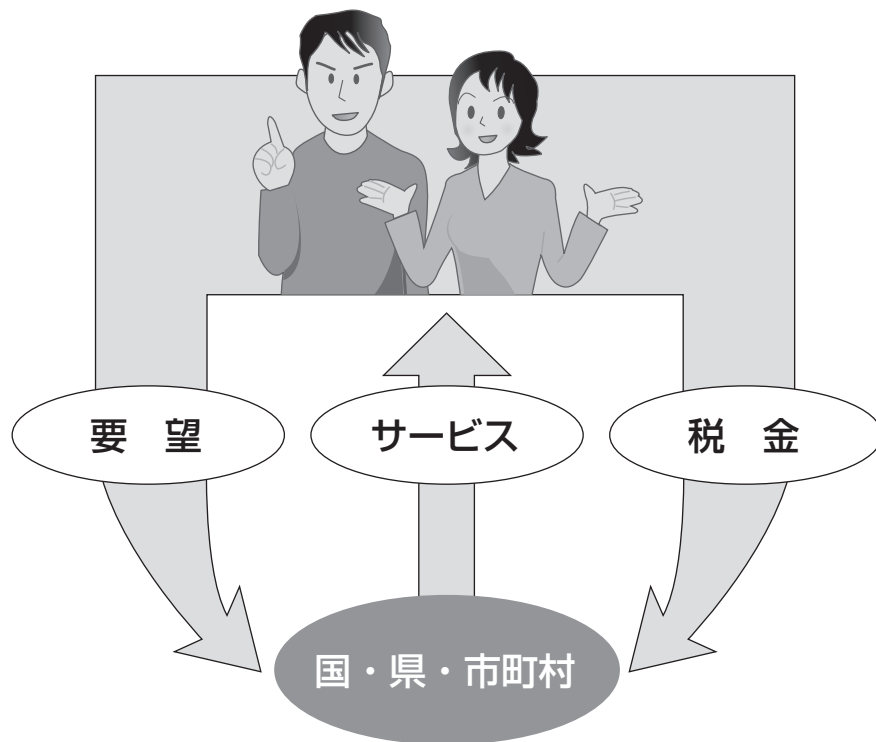 要　望
サービス
税　金
国・県・市町村